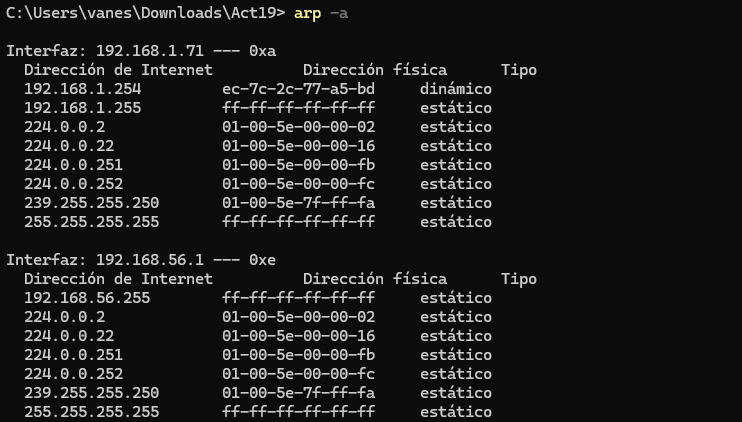 C:\Users\vanes\Downloads\Act19> arp -a
Interfaz: 192.168.1.71 --- 0xa
Dirección de Internet          Dirección física      Tipo
192.168.1.254         ec-7c-2c-77-a5-bd     dinámico
192.168.1.255         ff-ff-ff-ff-ff-ff     estático
224.0.0.2             01-00-5e-00-00-02     estático
224.0.0.22            01-00-5e-00-00-16     estático
224.0.0.251           01-00-5e-00-00-fb     estático
224.0.0.252           01-00-5e-00-00-fc     estático
239.255.255.250       01-00-5e-7f-ff-fa     estático
255.255.255.255       ff-ff-ff-ff-ff-ff     estático
Interfaz: 192.168.56.1 --- 0xe
Dirección de Internet          Dirección física      Tipo
192.168.56.255        ff-ff-ff-ff-ff-ff     estático
224.0.0.2             01-00-5e-00-00-02     estático
224.0.0.22            01-00-5e-00-00-16     estático
224.0.0.251           01-00-5e-00-00-fb     estático
224.0.0.252           01-00-5e-00-00-fc     estático
239.255.255.250       01-00-5e-7f-ff-fa     estático
255.255.255.255       ff-ff-ff-ff-ff-ff     estático